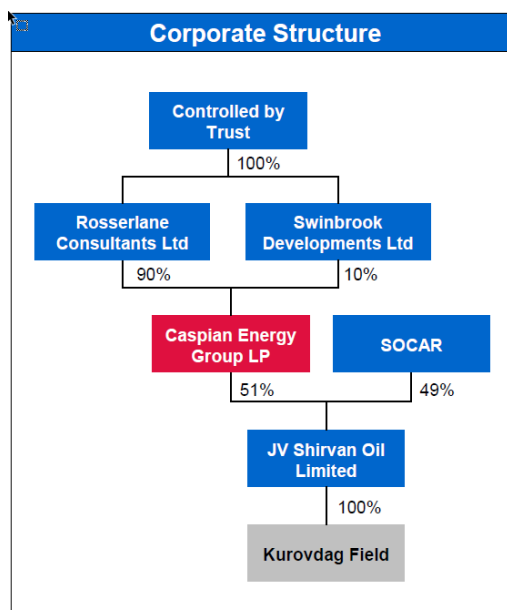 Corporate Structure
Controlled by
Trust
100%
Rosserlane
Consultants Ltd
Swinbrook
Developments Ltd
90%
10%
Caspian Energy
Group LP
SOCAR
51%
49%
JV Shirvan Oil
Limited
100%
Kurovdag Field